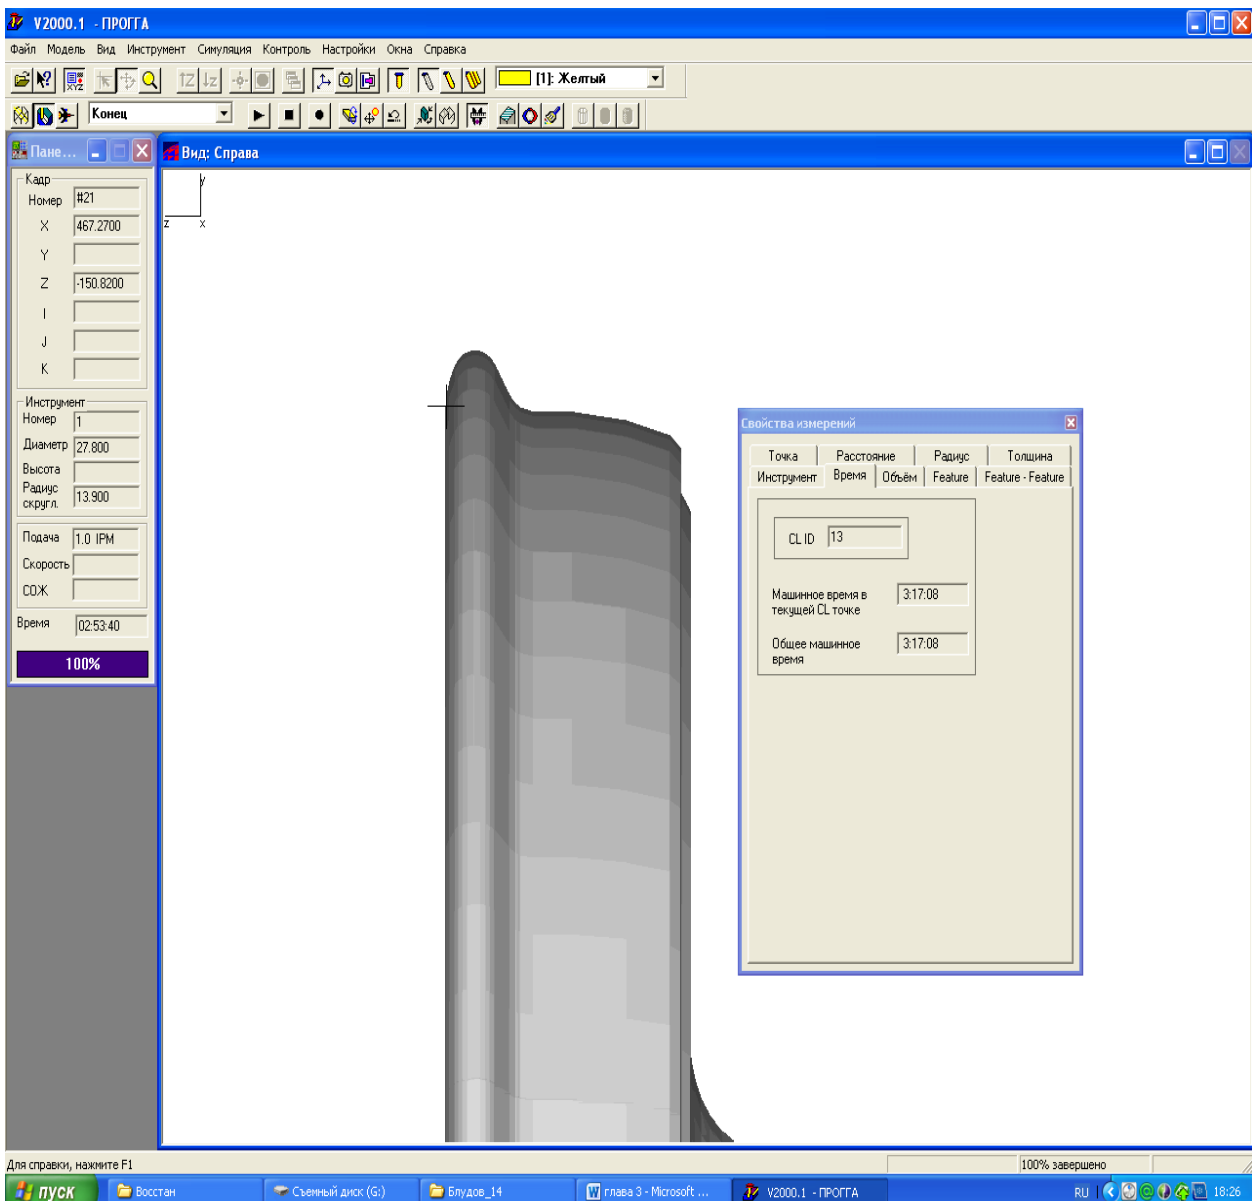 V2000.1 - ПРОГГА
Файл Модель Вид Инструмент Симуляция Контроль Настройки Окна Справка
XYZ
[1]: Желтый
Конец
Пане...
Вид: Справа
Кадр
Номер #21
X 467.2700
Y
Z -150.8200
I
J
K
Инструмент
Номер 1
Диаметр 27.800
Высота
Радиус
скругл. 13.900
Подача 1.0 IPM
Скорость
СОЖ
Время 02:53:40
100%
y
z x
Свойства измерений
Точка Расстояние Радиус Толщина
Инструмент Время Объём Feature Feature - Feature
CL ID 13
Машинное время в
текущей CL точке 3:17:08
Общее машинное
время 3:17:08
Для справки, нажмите F1
100% завершено
пуск Восстан Съемный диск (G:) Блудов_14 глава 3 - Microsoft ... V2000.1 - ПРОГГА RU 18:26